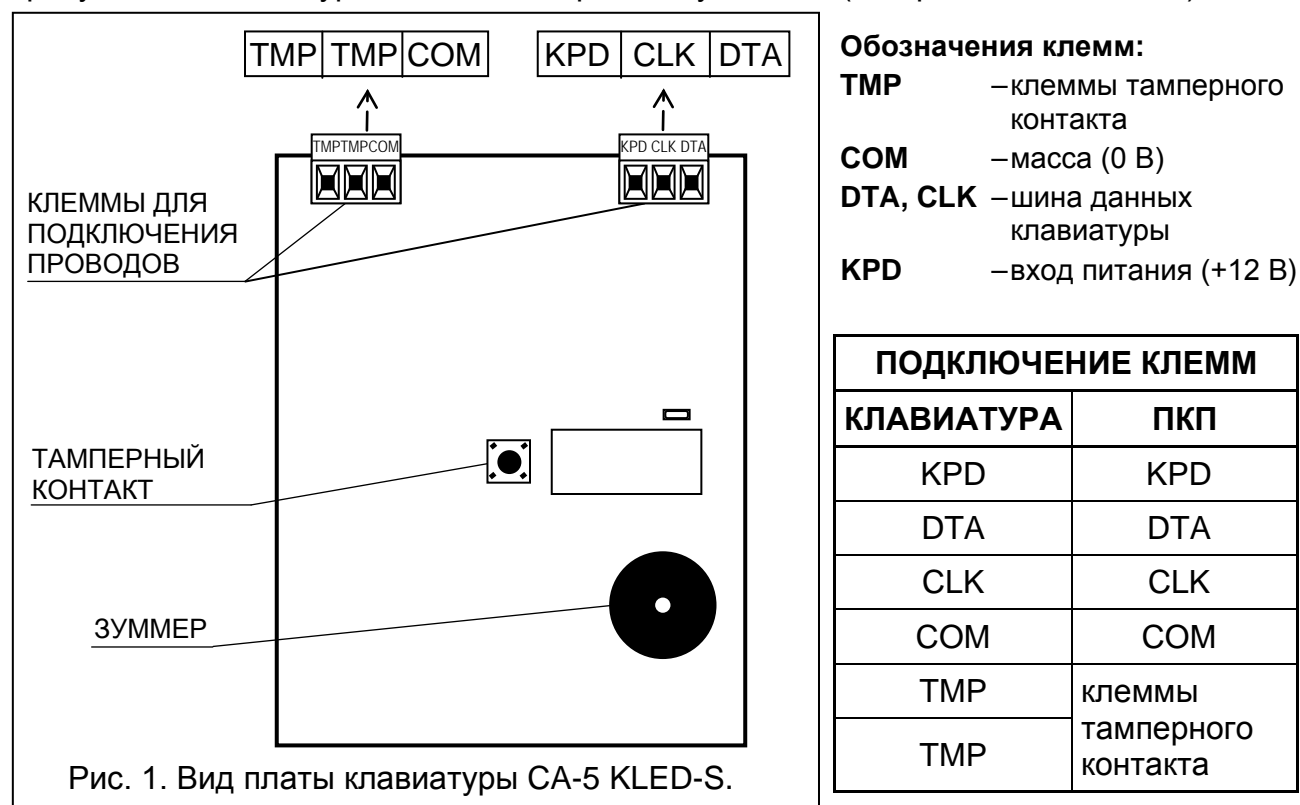 TMP TMP COM KPD CLK DTA
TMPTMPCOM KPD CLK DTA
КЛЕММЫ ДЛЯ
ПОДКЛЮЧЕНИЯ
ПРОВОДОВ
ТАМПЕРНЫЙ
КОНТАКТ
ЗУММЕР
Рис. 1. Вид платы клавиатуры CA-5 KLED-S.
Обозначения клемм:
TMP –клеммы тамперного
контакта
COM –масса (0 В)
DTA, CLK –шина данных
клавиатуры
KPD –вход питания (+12 В)
ПОДКЛЮЧЕНИЕ КЛЕММ
КЛАВИАТУРА ПКП
KPD KPD
DTA DTA
CLK CLK
COM COM
TMP клеммы
тамперного
TMP контакта